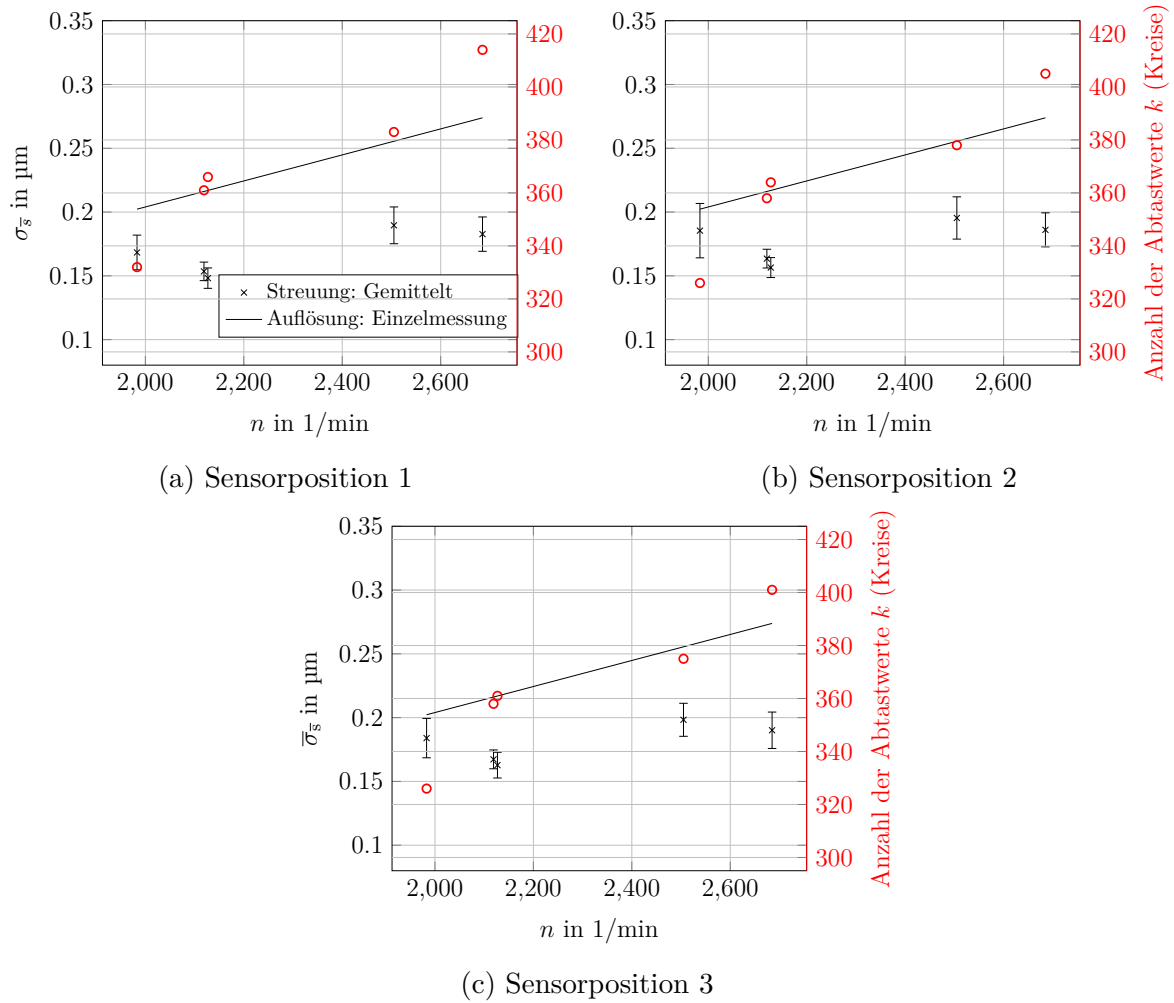 0.35
0.3
0.25
0.2
0.15
0.1
σ_s̄ in µm
420
400
380
360
340
320
300
2,000 2,200 2,400 2,600
n in 1/min
Streuung: Gemittelt
Auflösung: Einzelmessung
(a) Sensorposition 1
0.35
0.3
0.25
0.2
0.15
0.1
420
400
380
360
340
320
300
Anzahl der Abtastwerte k (Kreise)
2,000 2,200 2,400 2,600
n in 1/min
(b) Sensorposition 2
0.35
0.3
0.25
0.2
0.15
0.1
σ̅_s̄ in µm
420
400
380
360
340
320
300
Anzahl der Abtastwerte k (Kreise)
2,000 2,200 2,400 2,600
n in 1/min
(c) Sensorposition 3